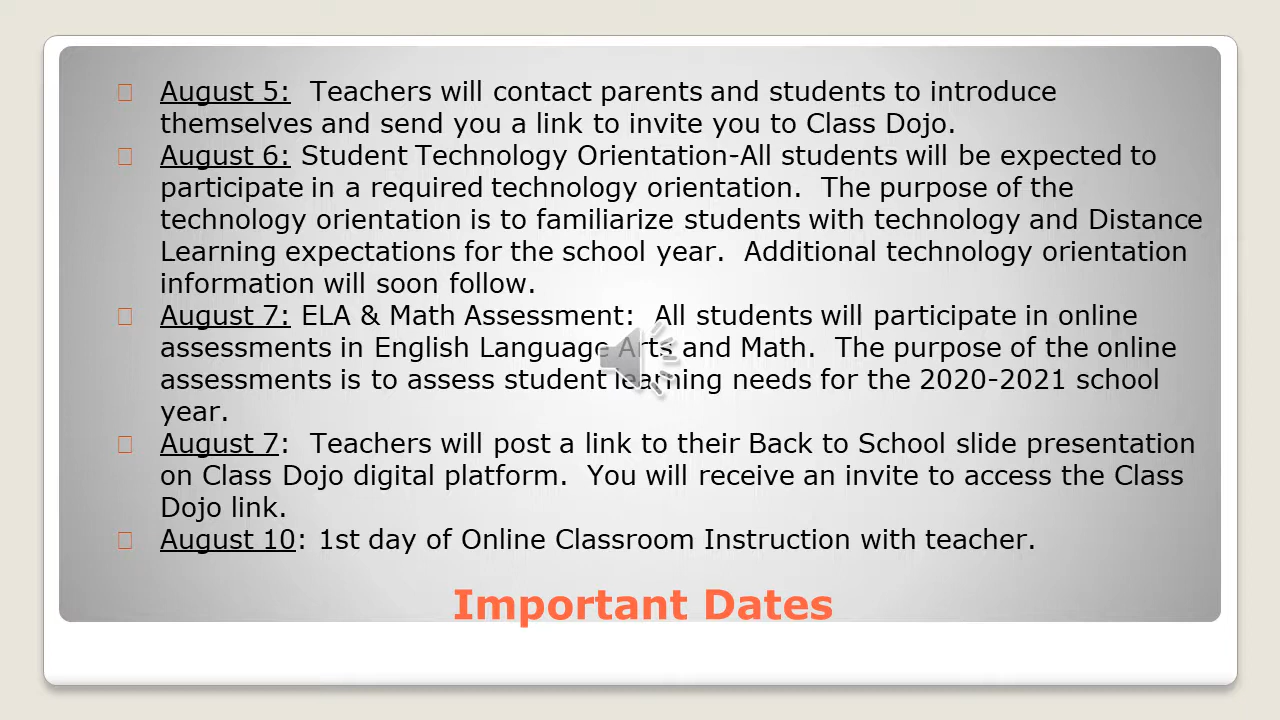 August 5:  Teachers will contact parents and students to introduce
themselves and send you a link to invite you to Class Dojo.
August 6: Student Technology Orientation-All students will be expected to
participate in a required technology orientation.  The purpose of the
technology orientation is to familiarize students with technology and Distance
Learning expectations for the school year.  Additional technology orientation
information will soon follow.
August 7: ELA & Math Assessment:  All students will participate in online
assessments in English Language Arts and Math.  The purpose of the online
assessments is to assess student learning needs for the 2020-2021 school
year.
August 7:  Teachers will post a link to their Back to School slide presentation
on Class Dojo digital platform.  You will receive an invite to access the Class
Dojo link.
August 10: 1st day of Online Classroom Instruction with teacher.
Important Dates